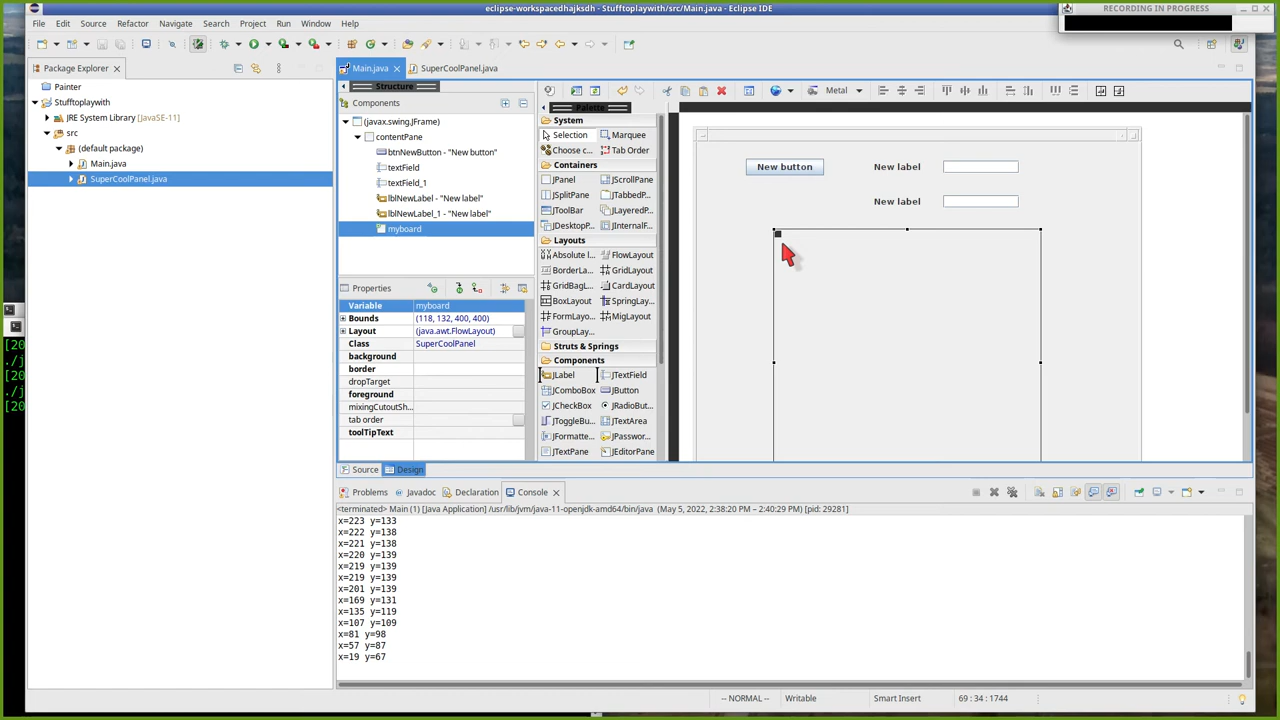 eclipse-workspacedhajksdh - Stufftoplaywith/src/Main.java - Eclipse IDE
RECORDING IN PROGRESS
File Edit Source Refactor Navigate Search Project Run Window Help
Package Explorer
Main.java
SuperCoolPanel.java
Painter
Stufftoplaywith
JRE System Library [JavaSE-11]
src
(default package)
Main.java
SuperCoolPanel.java
Structure
Components
(javax.swing.JFrame)
contentPane
btnNewButton - "New button"
textField
textField_1
lblNewLabel - "New label"
lblNewLabel_1 - "New label"
myboard
Properties
Variable myboard
Bounds (118, 132, 400, 400)
Layout (java.awt.FlowLayout)
Class SuperCoolPanel
background
border
dropTarget
foreground
mixingCutoutSh...
tab order
toolTipText
Palette
System
Selection Marquee
Choose c... Tab Order
Containers
JPanel JScrollPane
JSplitPane JTabbedP...
JToolBar JLayeredP...
JDesktopP... JInternalF...
Layouts
Absolute l... FlowLayout
BorderLa... GridLayout
GridBagL... CardLayout
BoxLayout SpringLay...
FormLayo... MigLayout
GroupLay...
Struts & Springs
Components
JLabel JTextField
JComboBox JButton
JCheckBox JRadioBut...
JToggleBu... JTextArea
JFormatte... JPasswor...
JTextPane JEditorPane
Metal
New button New label
New label
Source Design
Problems Javadoc Declaration Console
<terminated> Main (1) [Java Application] /usr/lib/jvm/java-11-openjdk-amd64/bin/java (May 5, 2022, 2:38:20 PM – 2:40:29 PM) [pid: 29281]
x=223 y=133
x=222 y=138
x=221 y=138
x=220 y=139
x=219 y=139
x=219 y=139
x=201 y=139
x=169 y=131
x=135 y=119
x=107 y=109
x=81 y=98
x=57 y=87
x=19 y=67
[20
./j
[20
./j
[20
-- NORMAL -- Writable Smart Insert 69 : 34 : 1744